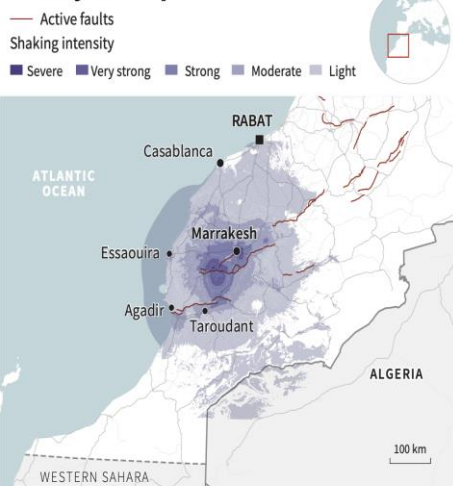 Active faults
Shaking intensity
Severe Very strong Strong Moderate Light
RABAT
Casablanca
ATLANTIC
OCEAN
Marrakesh
Essaouira
Agadir
Taroudant
ALGERIA
100 km
WESTERN SAHARA